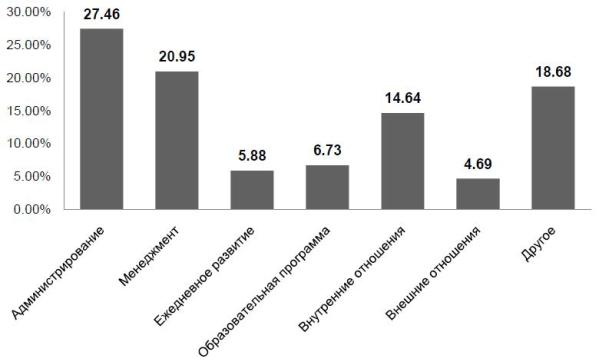 30.00%
25.00%
20.00%
15.00%
10.00%
5.00%
0.00%
27.46
20.95
5.88
6.73
14.64
4.69
18.68
Администрирование
Менеджмент
Ежедневное развитие
Образовательная программа
Внутренние отношения
Внешние отношения
Другое